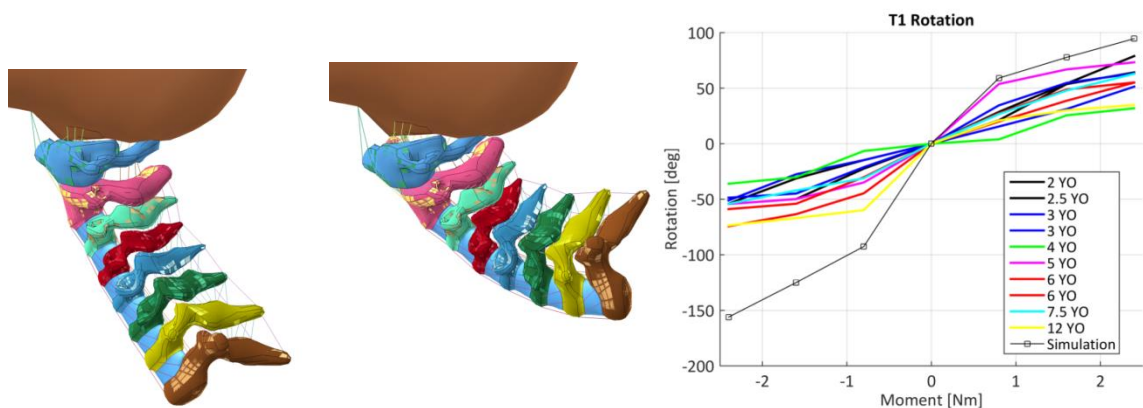 T1 Rotation
100
50
0
-50
-100
-150
-200
Rotation [deg]
-2
-1
0
1
2
Moment [Nm]
2 YO
2.5 YO
3 YO
3 YO
4 YO
5 YO
6 YO
6 YO
7.5 YO
12 YO
Simulation